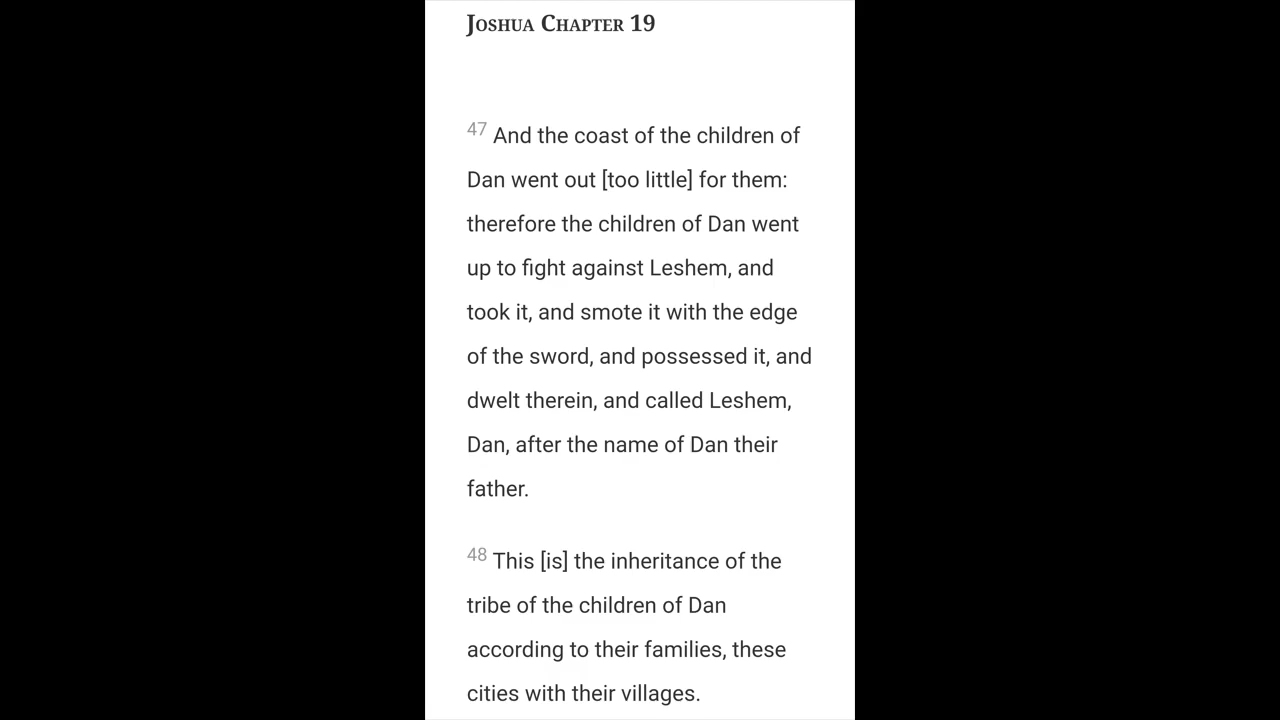 Joshua Chapter 19
47 And the coast of the children of
Dan went out [too little] for them:
therefore the children of Dan went
up to fight against Leshem, and
took it, and smote it with the edge
of the sword, and possessed it, and
dwelt therein, and called Leshem,
Dan, after the name of Dan their
father.
48 This [is] the inheritance of the
tribe of the children of Dan
according to their families, these
cities with their villages.